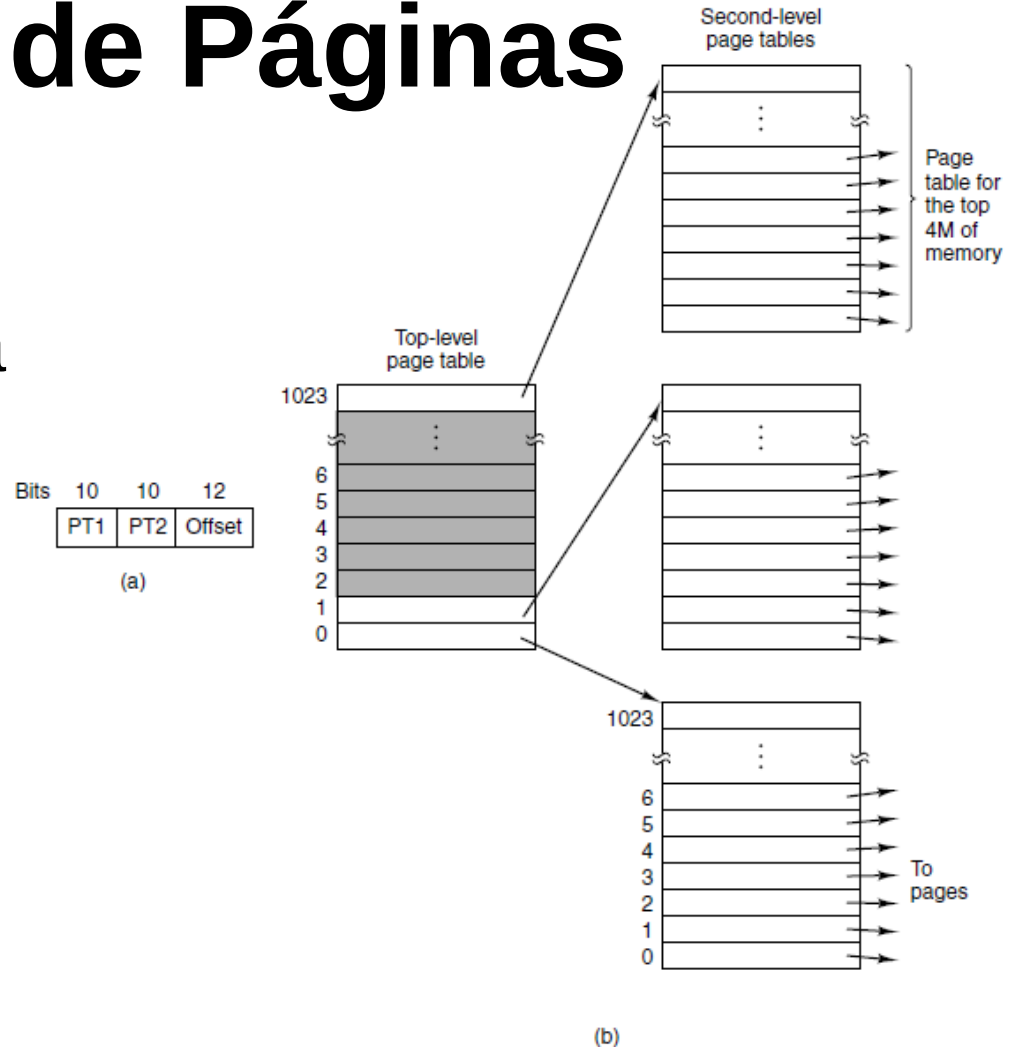 de Páginas
Second-level
page tables
Page
table for
the top
4M of
memory
Top-level
page table
1023
6
5
4
3
2
1
0
Bits 10 10 12
PT1 PT2 Offset
(a)
1023
6
5
4
3
2
1
0
To
pages
(b)